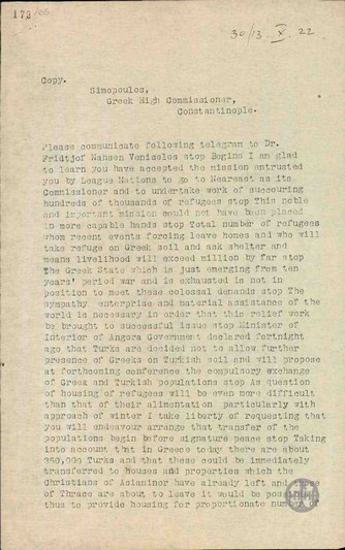 173/66
30/13 X. 22
Copy.
Simopoulos,
Greek High Commissioner,
Constantinople.
Please communicate following telegram to Dr.
Fridtjof Nansen Veniselos stop Begins I am glad
to learn you have accepted the mission entrusted
you by League Nations to go to Neareast as its
Commissioner and to undertake work of succouring
hundreds of thousands of refugees stop This noble
and important mission could not have been placed
in more capable hands stop Total number of refugees
whom recent events forcing leave homes and who will
take refuge on Greek soil and ask shelter and
means livelihood will exceed million by far stop
The Greek State which is just emerging from ten
years' period war and is exhausted is not in
position to meet these colossal demands stop The
sympathy enterprise and material assistance of the
world is necessary in order that this relief work
be brought to successful issue stop Minister of
Interior of Angora Government declared fortnight
ago that Turks are decided not to allow further
presence of Greeks on Turkish soil and will propose
at forthcoming conference the compulsory exchange
of Greek and Turkish populations stop As question
of housing of refugees will be even more difficult
than that of their alimentation particularly with
approach of winter I take liberty of requesting that
you will endeavour arrange that transfer of the
populations begin before signature peace stop Taking
into account that in Greece today there are about
350,000 Turks and that these could be immediately
transferred to houses and properties which the
Christians of Asiaminor have already left and
of Thrace are about to leave it would be
thus to provide housing for proportionate